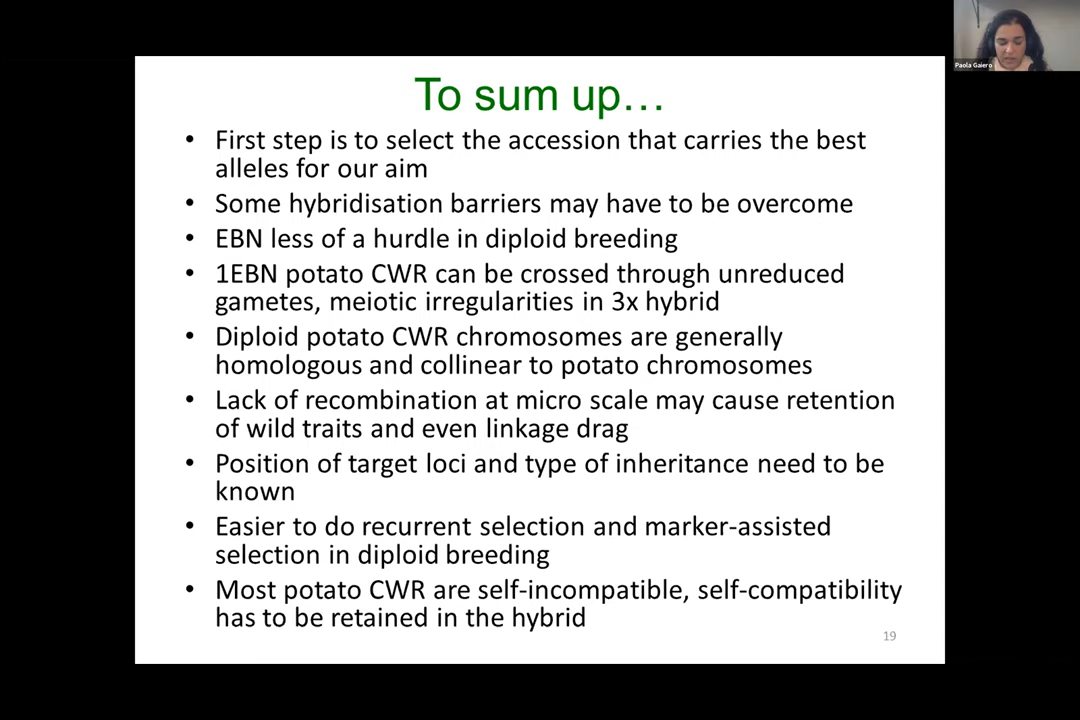 Paola Gaiero
To sum up…
• First step is to select the accession that carries the best
alleles for our aim
• Some hybridisation barriers may have to be overcome
• EBN less of a hurdle in diploid breeding
• 1EBN potato CWR can be crossed through unreduced
gametes, meiotic irregularities in 3x hybrid
• Diploid potato CWR chromosomes are generally
homologous and collinear to potato chromosomes
• Lack of recombination at micro scale may cause retention
of wild traits and even linkage drag
• Position of target loci and type of inheritance need to be
known
• Easier to do recurrent selection and marker-assisted
selection in diploid breeding
• Most potato CWR are self-incompatible, self-compatibility
has to be retained in the hybrid
19